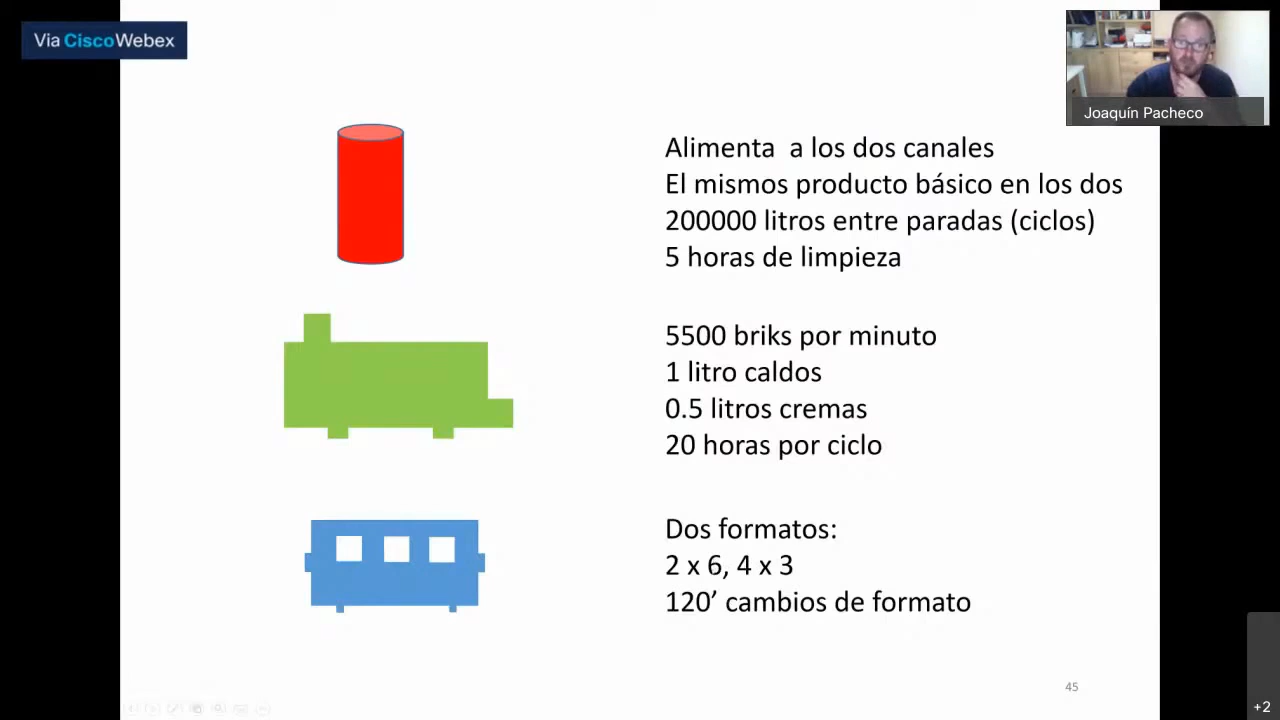 Via CiscoWebex
Joaquín Pacheco
Alimenta  a los dos canales
El mismos producto básico en los dos
200000 litros entre paradas (ciclos)
5 horas de limpieza
5500 briks por minuto
1 litro caldos
0.5 litros cremas
20 horas por ciclo
Dos formatos:
2 x 6, 4 x 3
120’ cambios de formato
45
+2